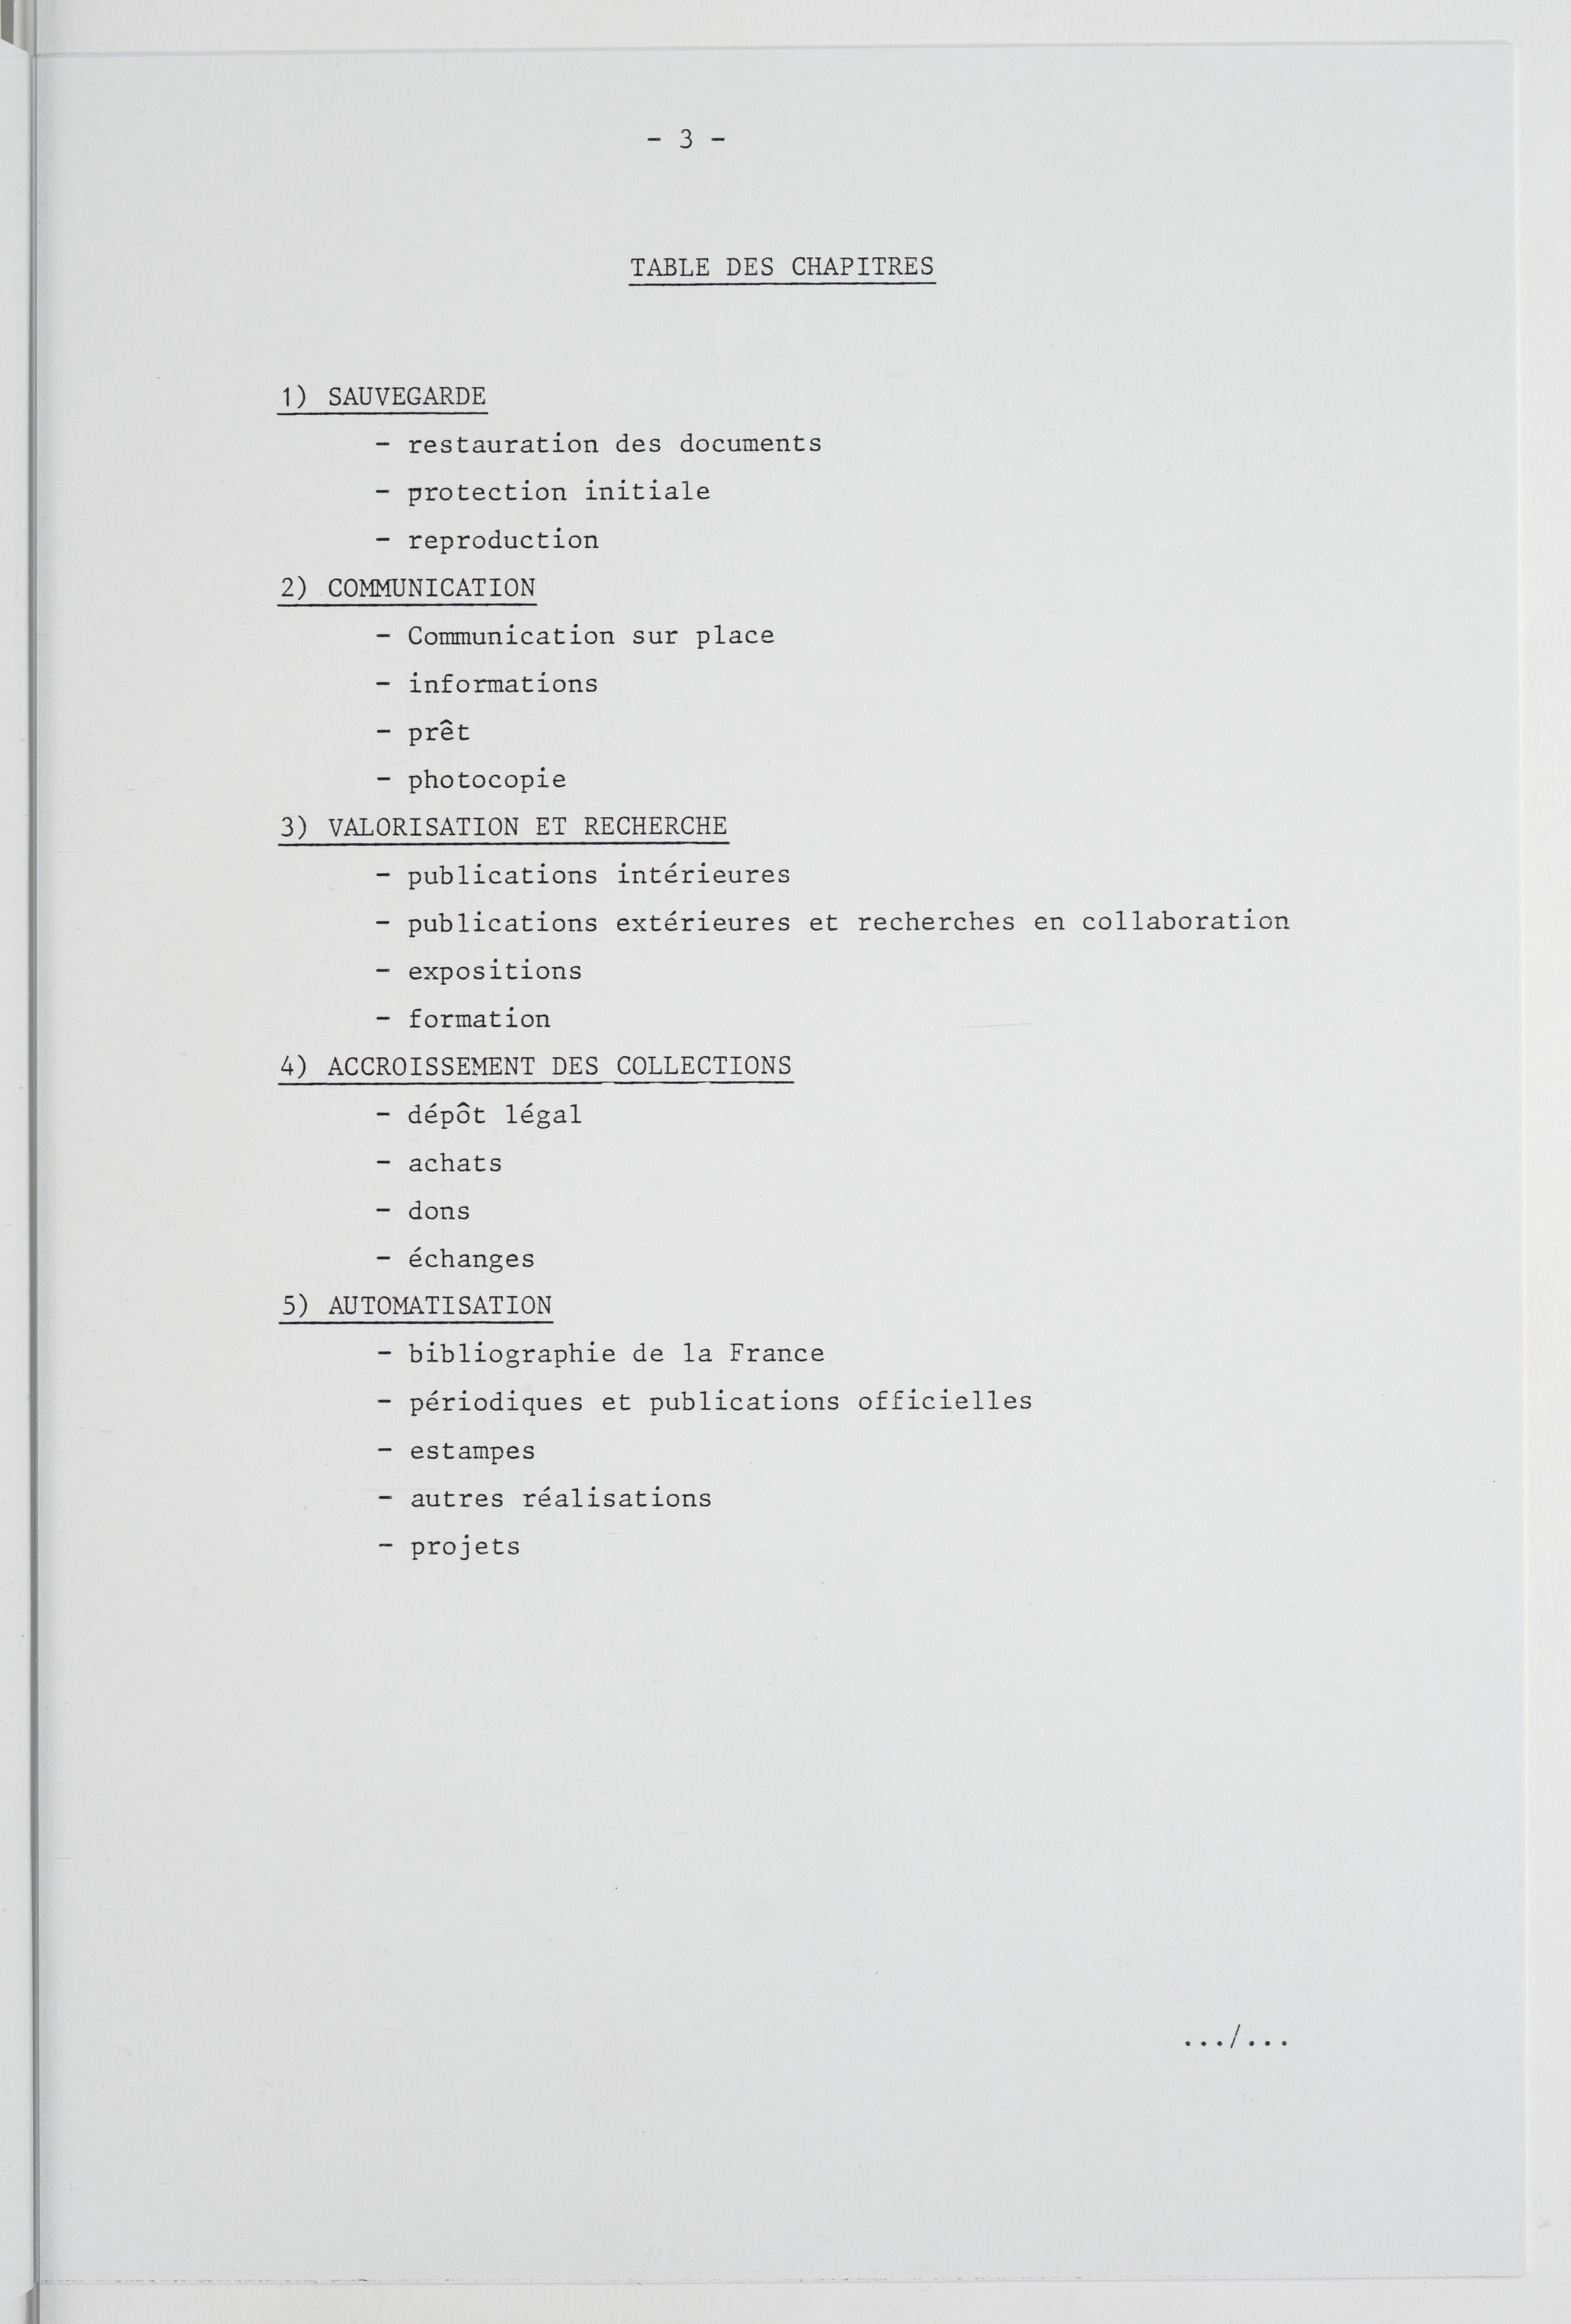 - 3 -
TABLE DES CHAPITRES
1) SAUVEGARDE
- restauration des documents
- protection initiale
- reproduction
2) COMMUNICATION
- Communication sur place
- informations
- prêt
- photocopie
3) VALORISATION ET RECHERCHE
- publications intérieures
- publications extérieures et recherches en collaboration
- expositions
- formation
4) ACCROISSEMENT DES COLLECTIONS
- dépôt légal
- achats
- dons
- échanges
5) AUTOMATISATION
- bibliographie de la France
- périodiques et publications officielles
- estampes
- autres réalisations
- projets
.../...